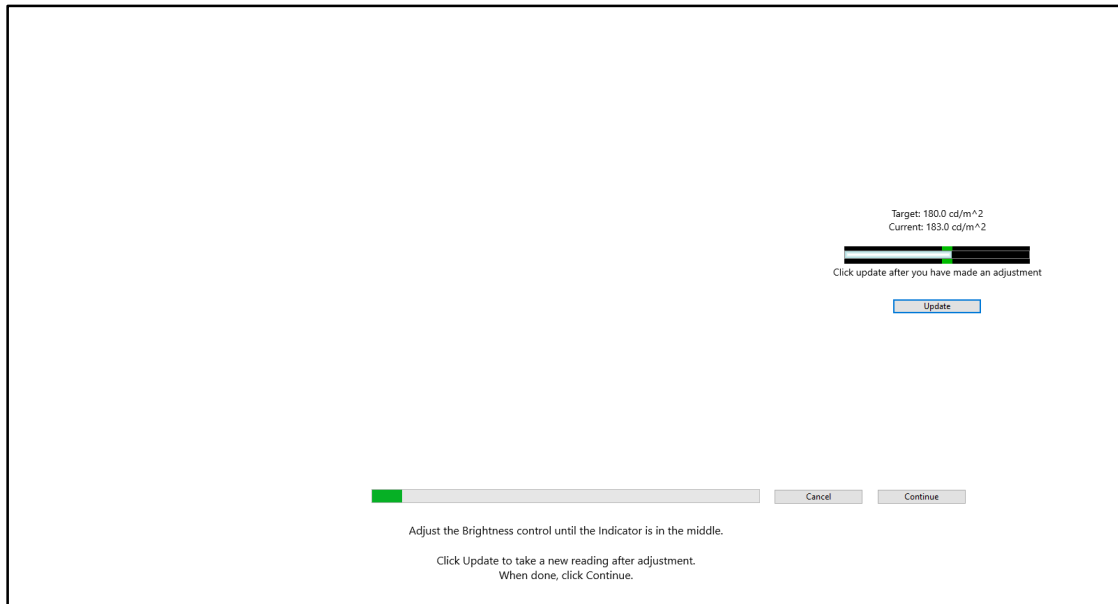 Target: 180.0 cd/m^2
Current: 183.0 cd/m^2
Click update after you have made an adjustment
Update
Cancel
Continue
Adjust the Brightness control until the Indicator is in the middle.
Click Update to take a new reading after adjustment.
When done, click Continue.